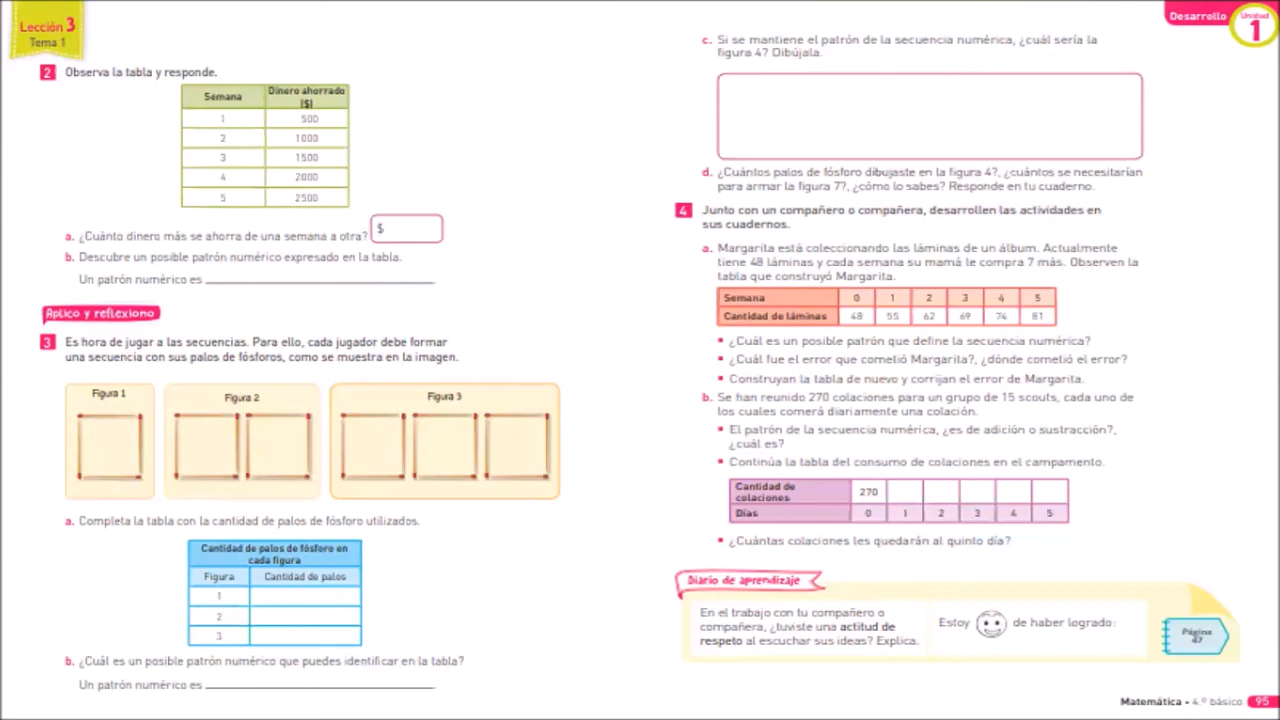 Lección 3
Tema 1
2 Observa la tabla y responde.
Semana Dinero ahorrado ($)
1 500
2 1000
3 1500
4 2000
5 2500
a. ¿Cuánto dinero más se ahorra de una semana a otra? $
b. Descubre un posible patrón numérico expresado en la tabla.
Un patrón numérico es
Aplico y reflexiono
3 Es hora de jugar a las secuencias. Para ello, cada jugador debe formar
una secuencia con sus palos de fósforos, como se muestra en la imagen.
Figura 1
Figura 2
Figura 3
a. Completa la tabla con la cantidad de palos de fósforo utilizados.
Cantidad de palos de fósforo en
cada figura
Figura Cantidad de palos
1
2
3
b. ¿Cuál es un posible patrón numérico que puedes identificar en la tabla?
Un patrón numérico es
Desarrollo Unidad 1
c. Si se mantiene el patrón de la secuencia numérica, ¿cuál sería la
figura 4? Dibújala.
d. ¿Cuántos palos de fósforo dibujaste en la figura 4?, ¿cuántos se necesitarían
para armar la figura 7?, ¿cómo lo sabes? Responde en tu cuaderno.
4 Junto con un compañero o compañera, desarrollen las actividades en
sus cuadernos.
a. Margarita está coleccionando las láminas de un álbum. Actualmente
tiene 48 láminas y cada semana su mamá le compra 7 más. Observen la
tabla que construyó Margarita.
Semana 0 1 2 3 4 5
Cantidad de láminas 48 55 62 69 74 81
▪ ¿Cuál es un posible patrón que define la secuencia numérica?
▪ ¿Cuál fue el error que cometió Margarita?, ¿dónde cometió el error?
▪ Construyan la tabla de nuevo y corrijan el error de Margarita.
b. Se han reunido 270 colaciones para un grupo de 15 scouts, cada uno de
los cuales comerá diariamente una colación.
▪ El patrón de la secuencia numérica, ¿es de adición o sustracción?,
¿cuál es?
▪ Continúa la tabla del consumo de colaciones en el campamento.
Cantidad de
colaciones 270
Días 0 1 2 3 4 5
▪ ¿Cuántas colaciones les quedarán al quinto día?
Diario de aprendizaje
En el trabajo con tu compañero o
compañera, ¿tuviste una actitud de
respeto al escuchar sus ideas? Explica.
Estoy de haber logrado:
Página
47
Matemática • 4.º básico 95